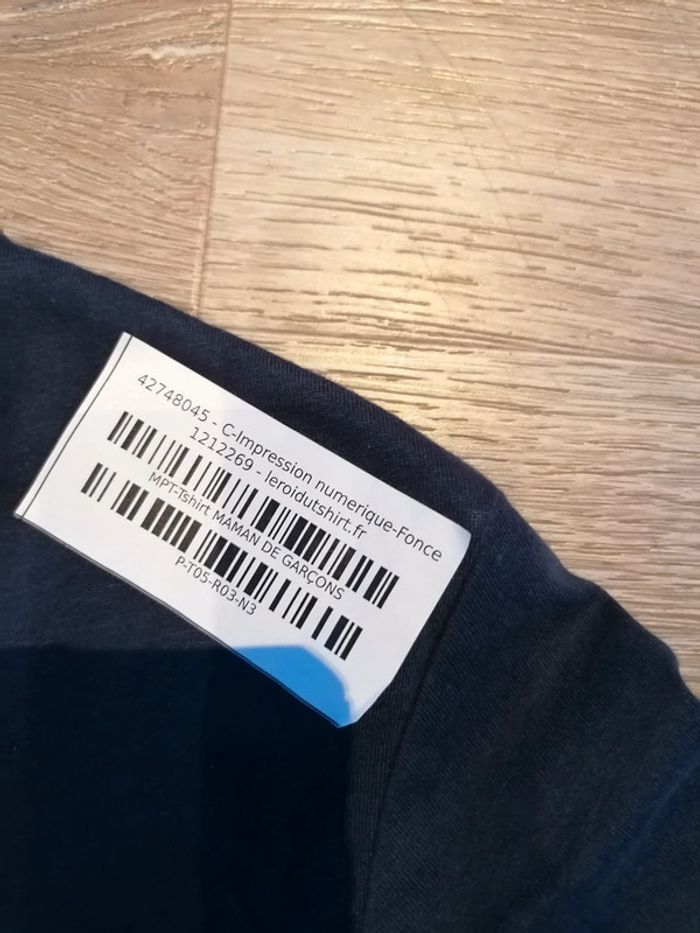 42748045 - C-Impression numerique-Fonce
1212269 - leroidutshirt.fr
MPT-Tshirt MAMAN DE GARÇONS
P-T05-R03-N3